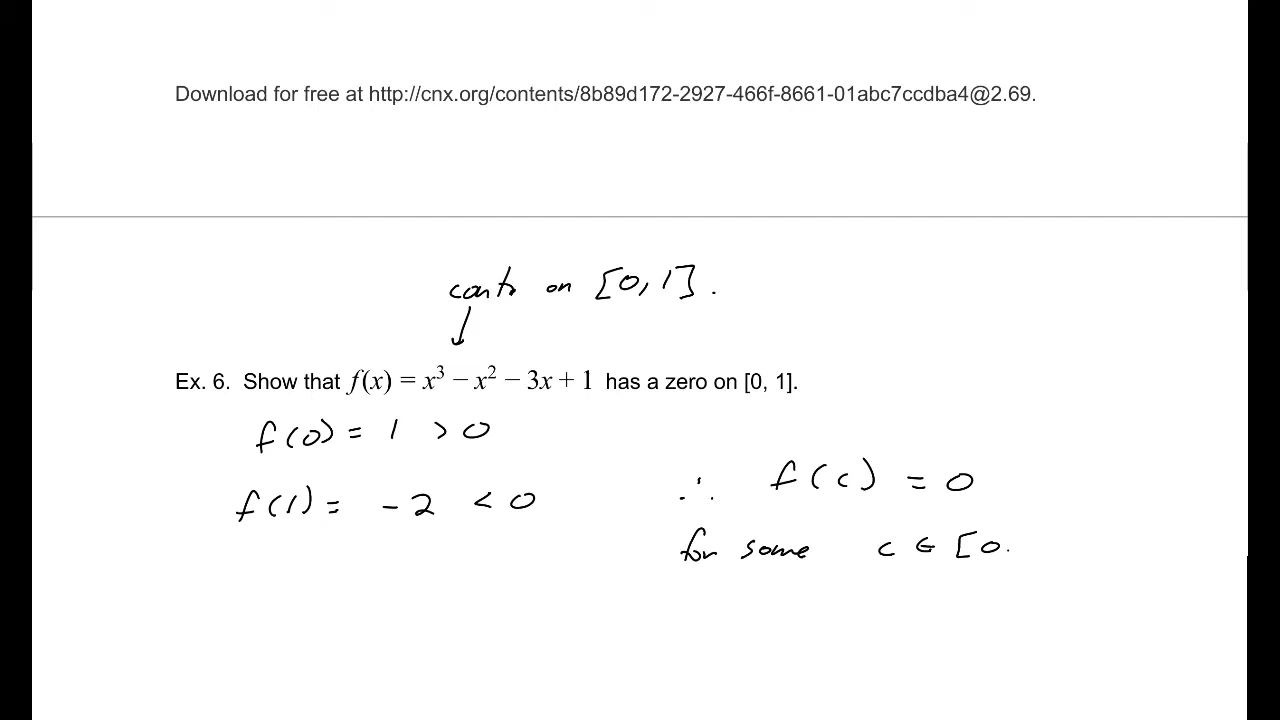 Download for free at http://cnx.org/contents/8b89d172-2927-466f-8661-01abc7ccdba4@2.69.
conts on [0, 1].
Ex. 6. Show that f(x) = x³ − x² − 3x + 1 has a zero on [0, 1].
f(0) = 1 > 0
f(1) = -2 < 0
∴ f(c) = 0
for some c ∈ [0.